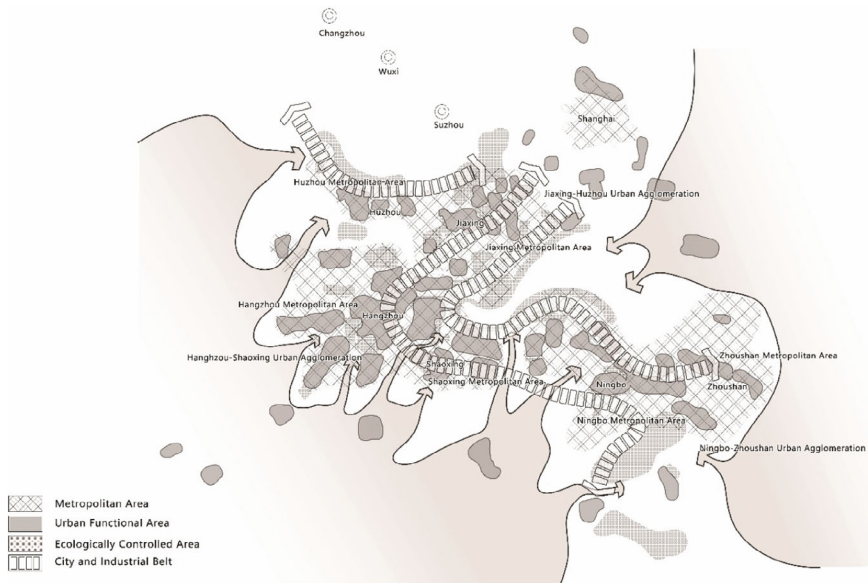 Changzhou
Wuxi
Suzhou
Shanghai
Huzhou Metropolitan Area
Jiaxing-Huzhou Urban Agglomeration
Huzhou
Jiaxing
Jiaxing Metropolitan Area
Hangzhou Metropolitan Area
Hangzhou
Hanghzou-Shaoxing Urban Agglomeration
Zhoushan Metropolitan Area
Shaoxing
Shaoxing Metropolitan Area
Ningbo
Zhoushan
Ningbo Metropolitan Area
Ningbo-Zhoushan Urban Agglomeration
Metropolitan Area
Urban Functional Area
Ecologically Controlled Area
City and Industrial Belt